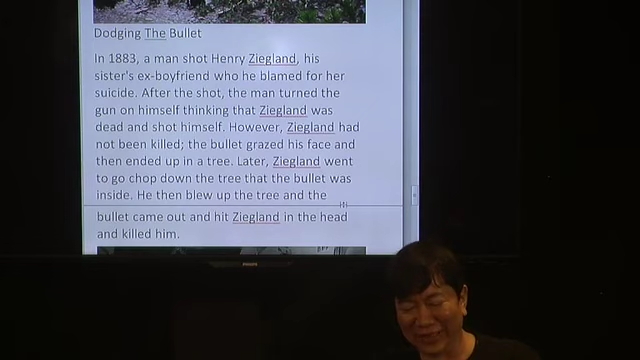 Dodging The Bullet
In 1883, a man shot Henry Ziegland, his
sister's ex-boyfriend who he blamed for her
suicide. After the shot, the man turned the
gun on himself thinking that Ziegland was
dead and shot himself. However, Ziegland had
not been killed; the bullet grazed his face and
then ended up in a tree. Later, Ziegland went
to go chop down the tree that the bullet was
inside. He then blew up the tree and the
bullet came out and hit Ziegland in the head
and killed him.